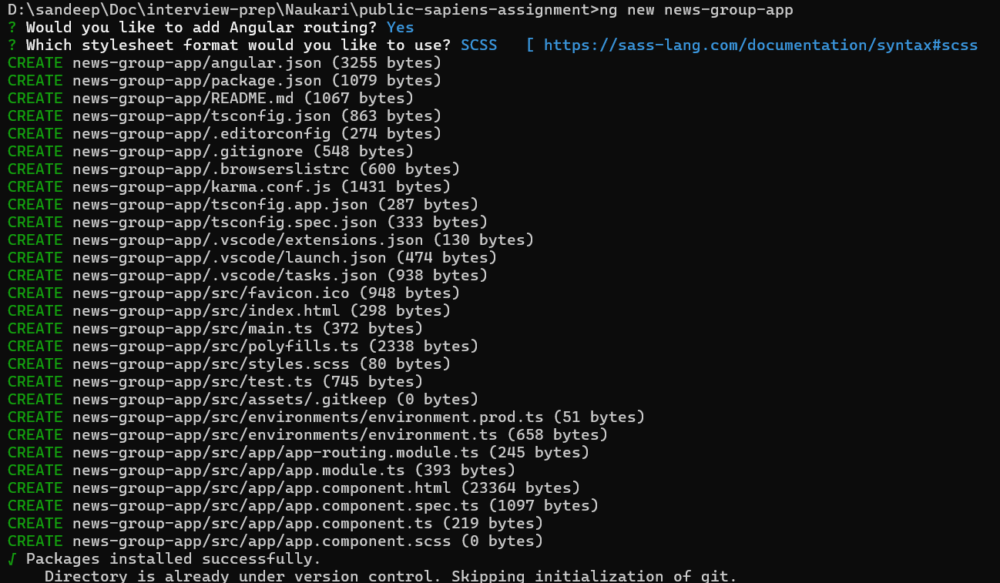 D:\sandeep\Doc\interview-prep\Naukari\public-sapiens-assignment>ng new news-group-app
? Would you like to add Angular routing? Yes
? Which stylesheet format would you like to use? SCSS   [ https://sass-lang.com/documentation/syntax#scss
CREATE news-group-app/angular.json (3255 bytes)
CREATE news-group-app/package.json (1079 bytes)
CREATE news-group-app/README.md (1067 bytes)
CREATE news-group-app/tsconfig.json (863 bytes)
CREATE news-group-app/.editorconfig (274 bytes)
CREATE news-group-app/.gitignore (548 bytes)
CREATE news-group-app/.browserslistrc (600 bytes)
CREATE news-group-app/karma.conf.js (1431 bytes)
CREATE news-group-app/tsconfig.app.json (287 bytes)
CREATE news-group-app/tsconfig.spec.json (333 bytes)
CREATE news-group-app/.vscode/extensions.json (130 bytes)
CREATE news-group-app/.vscode/launch.json (474 bytes)
CREATE news-group-app/.vscode/tasks.json (938 bytes)
CREATE news-group-app/src/favicon.ico (948 bytes)
CREATE news-group-app/src/index.html (298 bytes)
CREATE news-group-app/src/main.ts (372 bytes)
CREATE news-group-app/src/polyfills.ts (2338 bytes)
CREATE news-group-app/src/styles.scss (80 bytes)
CREATE news-group-app/src/test.ts (745 bytes)
CREATE news-group-app/src/assets/.gitkeep (0 bytes)
CREATE news-group-app/src/environments/environment.prod.ts (51 bytes)
CREATE news-group-app/src/environments/environment.ts (658 bytes)
CREATE news-group-app/src/app/app-routing.module.ts (245 bytes)
CREATE news-group-app/src/app/app.module.ts (393 bytes)
CREATE news-group-app/src/app/app.component.html (23364 bytes)
CREATE news-group-app/src/app/app.component.spec.ts (1097 bytes)
CREATE news-group-app/src/app/app.component.ts (219 bytes)
CREATE news-group-app/src/app/app.component.scss (0 bytes)
√ Packages installed successfully.
    Directory is already under version control. Skipping initialization of git.